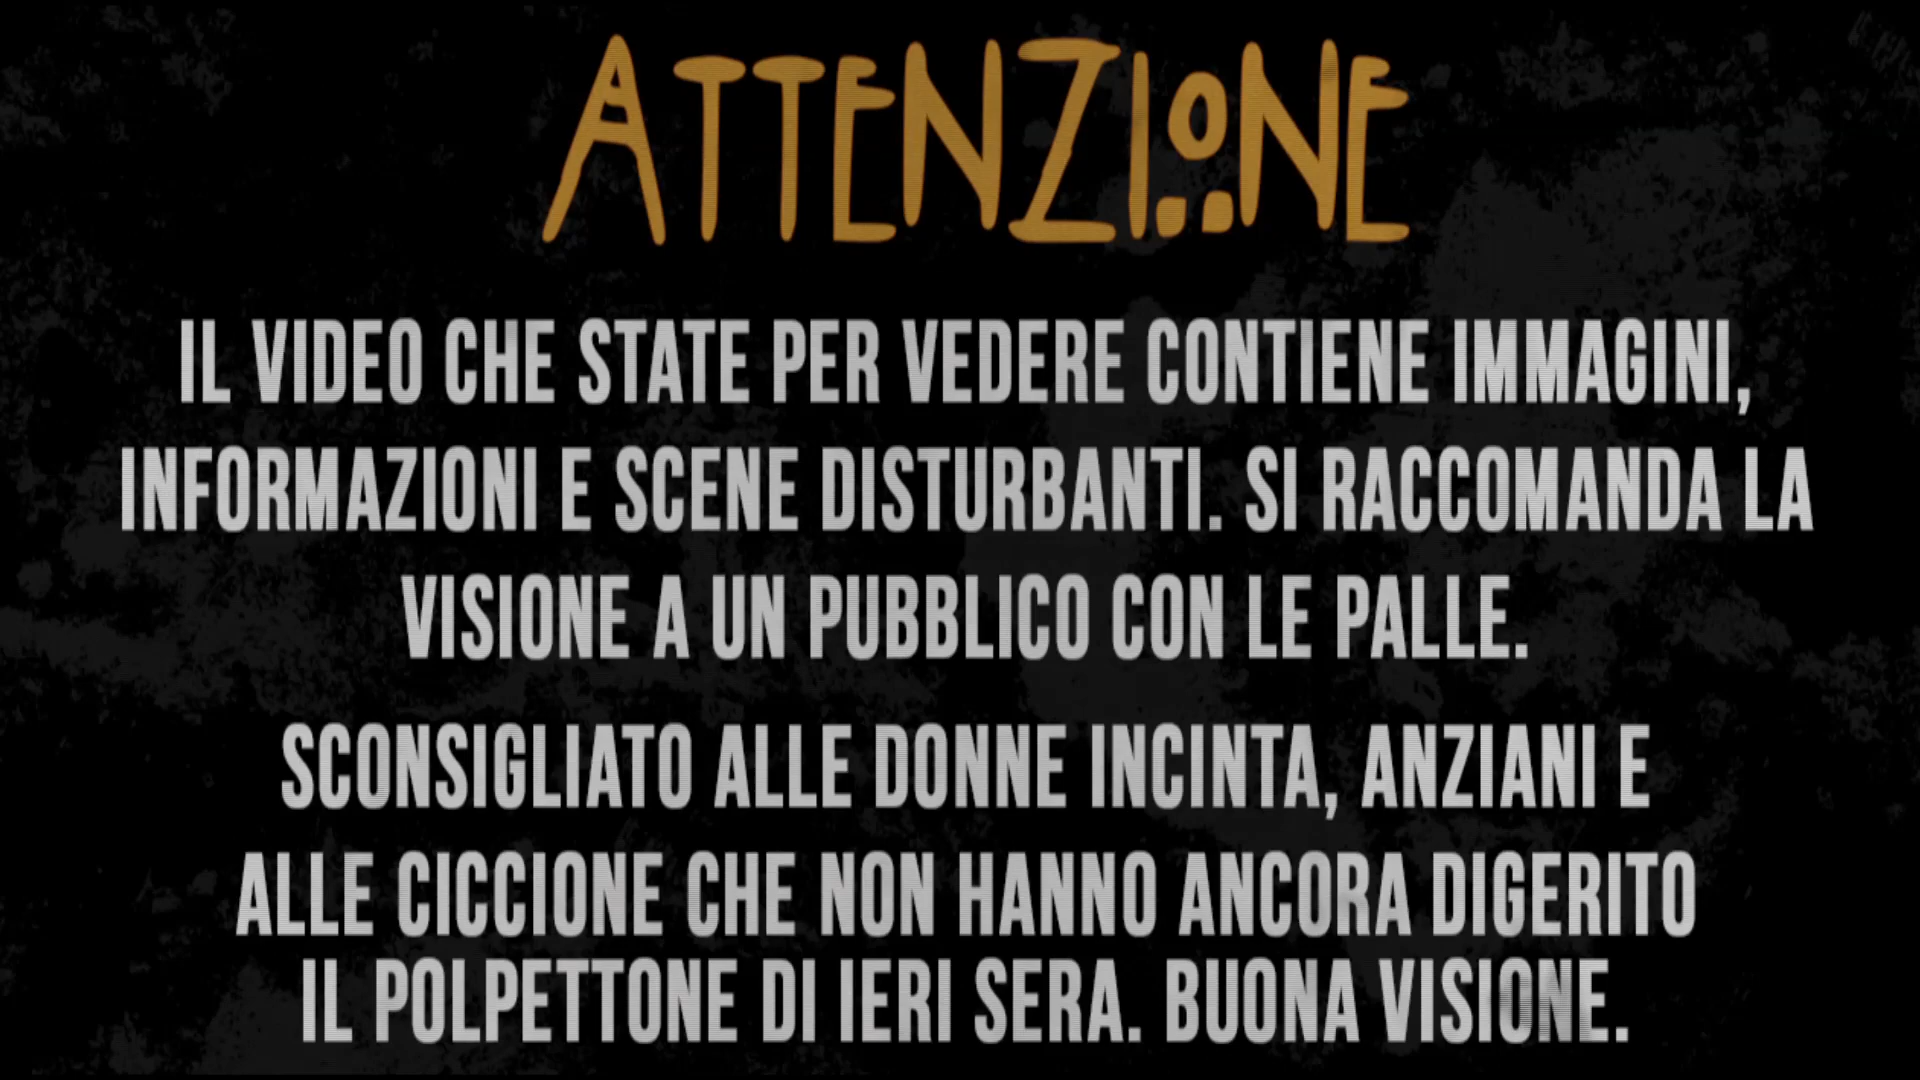 ATTENZIONE
IL VIDEO CHE STATE PER VEDERE CONTIENE IMMAGINI,
INFORMAZIONI E SCENE DISTURBANTI. SI RACCOMANDA LA
VISIONE A UN PUBBLICO CON LE PALLE.
SCONSIGLIATO ALLE DONNE INCINTA, ANZIANI E
ALLE CICCIONE CHE NON HANNO ANCORA DIGERITO
IL POLPETTONE DI IERI SERA. BUONA VISIONE.